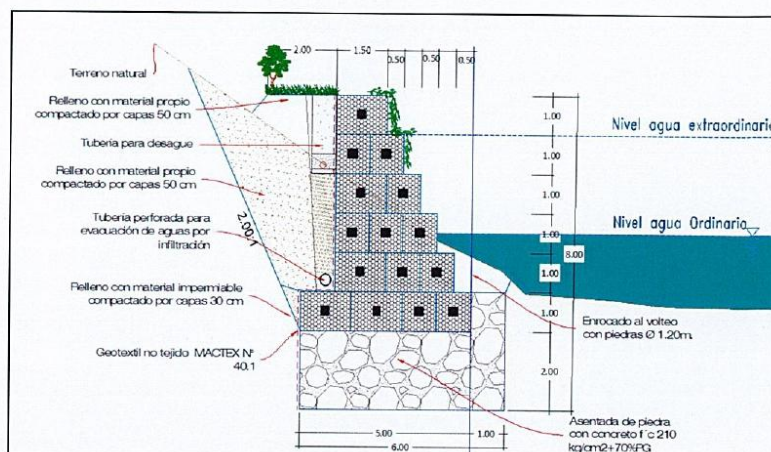 2.00
1.50
0.50
0.50
0.50
Terreno natural
Relleno con material propio
compactado por capas 50 cm
Tuberia para desague
Relleno con material propio
compactado por capas 50 cm
2.00:1
Tuberia perforada para
evacuación de aguas por
infiltración
Relleno con material impermiable
compactado por capas 30 cm
Geotextil no tejido MACTEX N°
40.1
Nivel agua extraordinario
Nivel agua Ordinario
1.00
1.00
1.00
1.00
1.00
1.00
8.00
2.00
Enrocado al volteo
con piedras Ø 1.20m.
Asentada de piedra
con concreto f´c 210
kg/cm2+70%PG
5.00
1.00
6.00